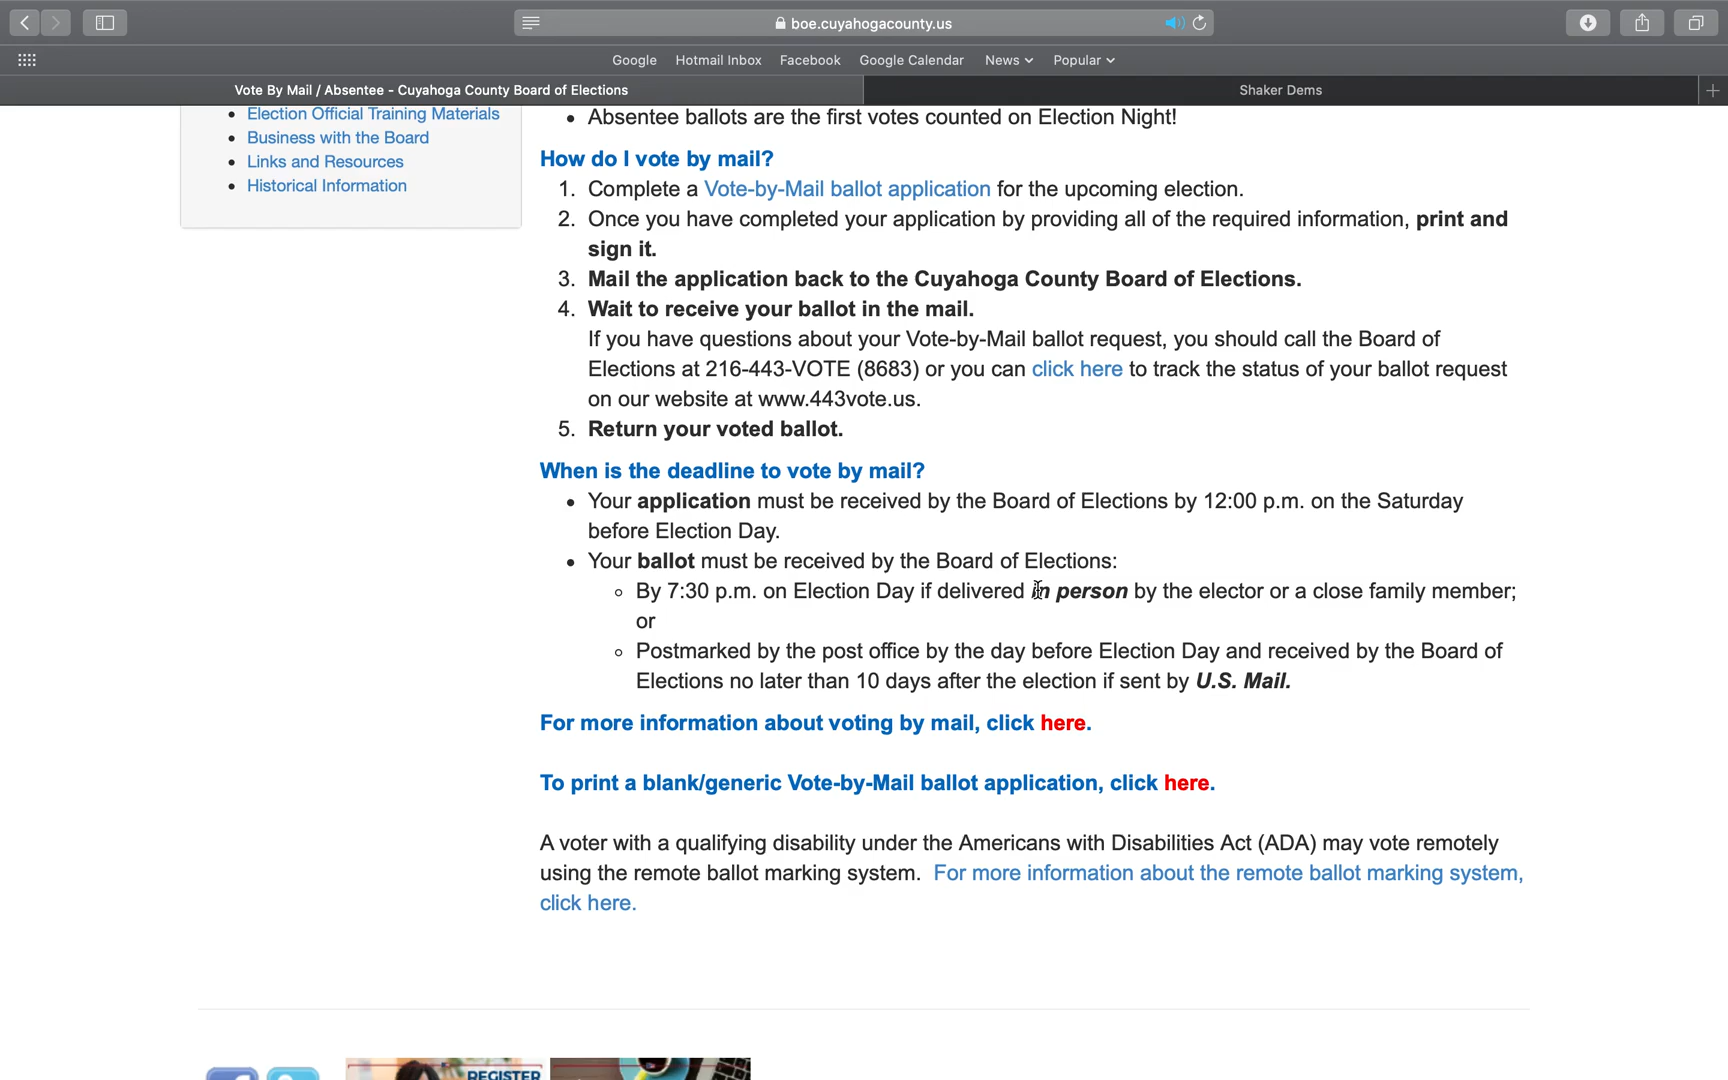 boe.cuyahogacounty.us
Google Hotmail Inbox Facebook Google Calendar News Popular
Vote By Mail / Absentee - Cuyahoga County Board of Elections
Shaker Dems
Election Official Training Materials
Business with the Board
Links and Resources
Historical Information
Absentee ballots are the first votes counted on Election Night!
How do I vote by mail?
1. Complete a Vote-by-Mail ballot application for the upcoming election.
2. Once you have completed your application by providing all of the required information, print and
sign it.
3. Mail the application back to the Cuyahoga County Board of Elections.
4. Wait to receive your ballot in the mail.
If you have questions about your Vote-by-Mail ballot request, you should call the Board of
Elections at 216-443-VOTE (8683) or you can click here to track the status of your ballot request
on our website at www.443vote.us.
5. Return your voted ballot.
When is the deadline to vote by mail?
Your application must be received by the Board of Elections by 12:00 p.m. on the Saturday
before Election Day.
Your ballot must be received by the Board of Elections:
By 7:30 p.m. on Election Day if delivered in person by the elector or a close family member;
or
Postmarked by the post office by the day before Election Day and received by the Board of
Elections no later than 10 days after the election if sent by U.S. Mail.
For more information about voting by mail, click here.
To print a blank/generic Vote-by-Mail ballot application, click here.
A voter with a qualifying disability under the Americans with Disabilities Act (ADA) may vote remotely
using the remote ballot marking system. For more information about the remote ballot marking system,
click here.
REGISTER